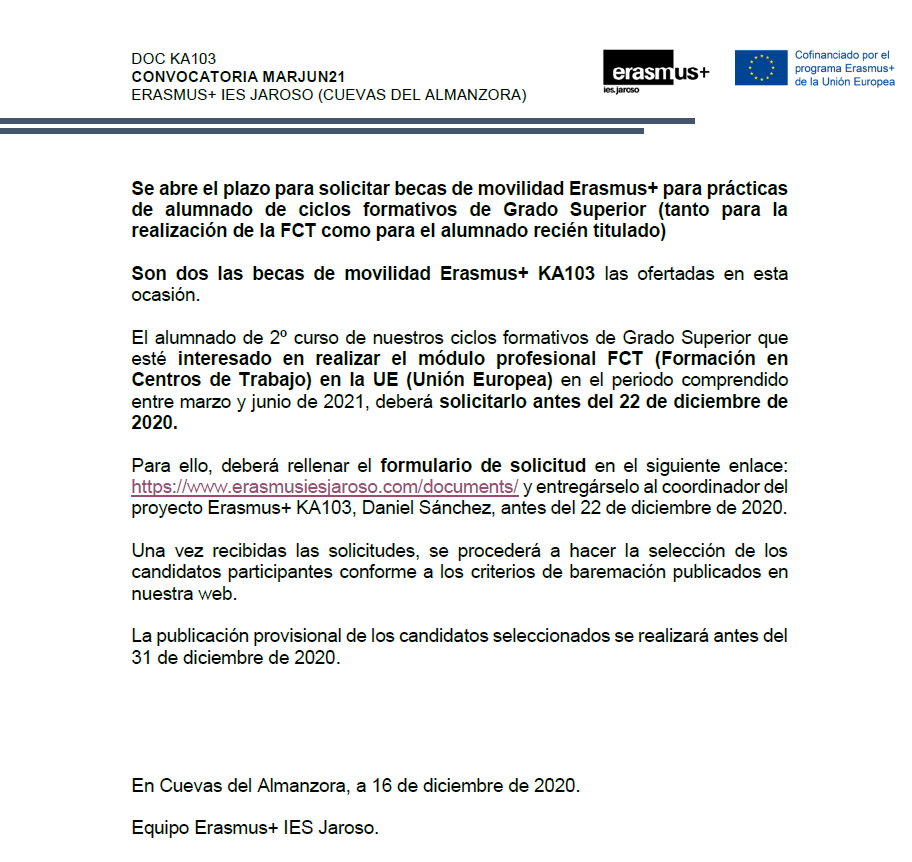 DOC KA103
CONVOCATORIA MARJUN21
ERASMUS+ IES JAROSO (CUEVAS DEL ALMANZORA)
erasmus+
ies.jaroso
Cofinanciado por el
programa Erasmus+
de la Unión Europea
Se abre el plazo para solicitar becas de movilidad Erasmus+ para prácticas
de alumnado de ciclos formativos de Grado Superior (tanto para la
realización de la FCT como para el alumnado recién titulado)
Son dos las becas de movilidad Erasmus+ KA103 las ofertadas en esta
ocasión.
El alumnado de 2º curso de nuestros ciclos formativos de Grado Superior que
esté interesado en realizar el módulo profesional FCT (Formación en
Centros de Trabajo) en la UE (Unión Europea) en el periodo comprendido
entre marzo y junio de 2021, deberá solicitarlo antes del 22 de diciembre de
2020.
Para ello, deberá rellenar el formulario de solicitud en el siguiente enlace:
https://www.erasmusiesjaroso.com/documents/ y entregárselo al coordinador del
proyecto Erasmus+ KA103, Daniel Sánchez, antes del 22 de diciembre de 2020.
Una vez recibidas las solicitudes, se procederá a hacer la selección de los
candidatos participantes conforme a los criterios de baremación publicados en
nuestra web.
La publicación provisional de los candidatos seleccionados se realizará antes del
31 de diciembre de 2020.
En Cuevas del Almanzora, a 16 de diciembre de 2020.
Equipo Erasmus+ IES Jaroso.